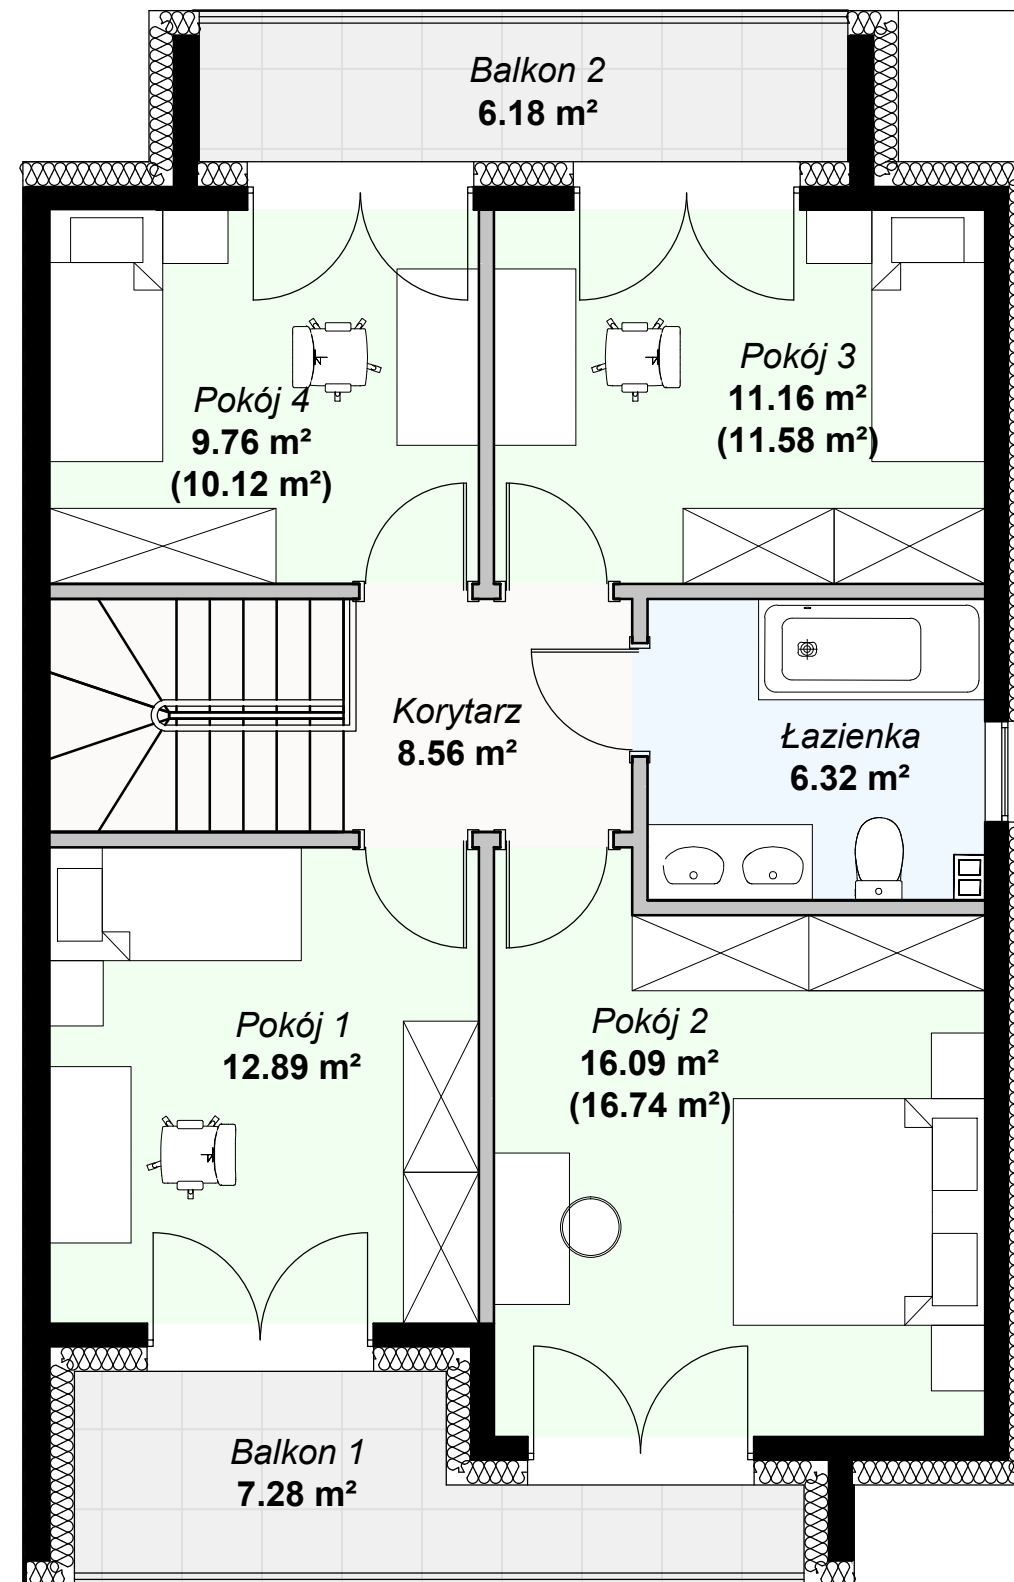 Balkon 2
6.18 m²
Pokój 3
11.16 m²
(11.58 m²)
Pokój 4
9.76 m²
(10.12 m²)
Korytarz
8.56 m²
Łazienka
6.32 m²
Pokój 1
12.89 m²
Pokój 2
16.09 m²
(16.74 m²)
Balkon 1
7.28 m²